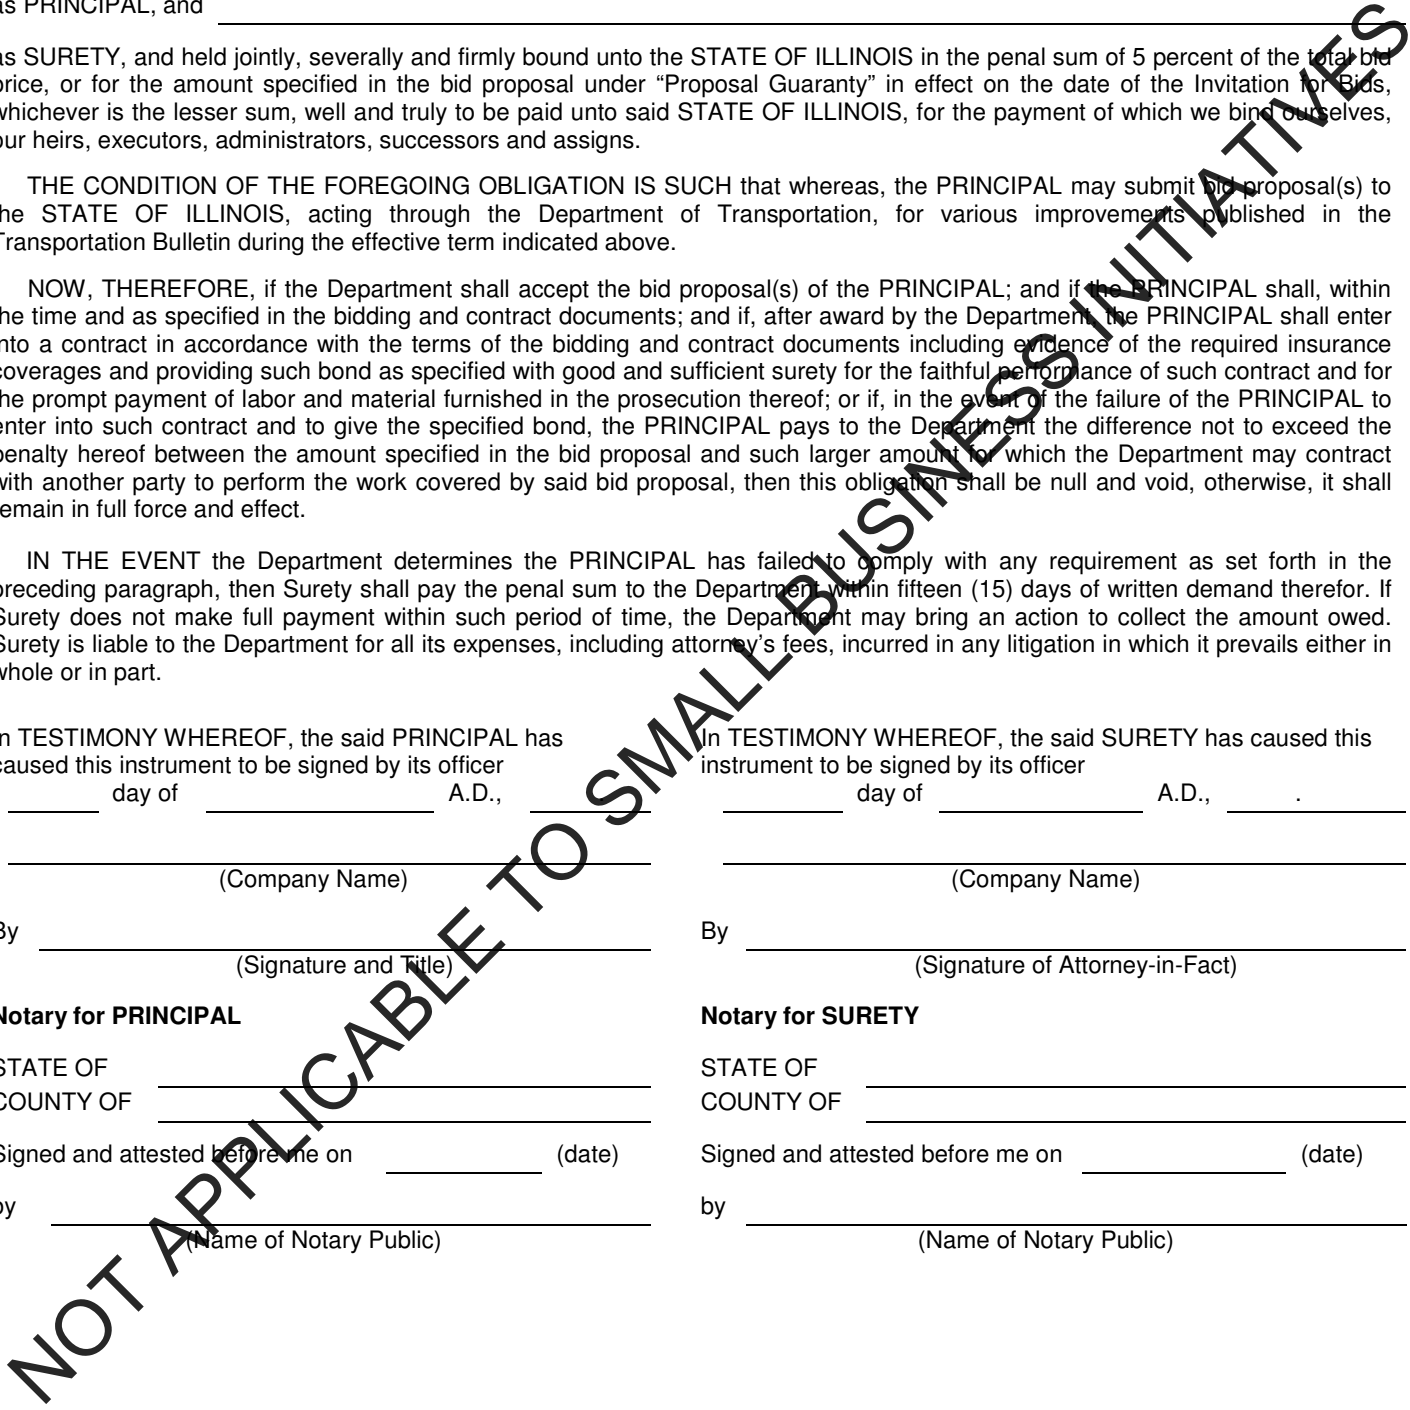 as PRINCIPAL, and
as SURETY, and held jointly, severally and firmly bound unto the STATE OF ILLINOIS in the penal sum of 5 percent of the total bid
price, or for the amount specified in the bid proposal under “Proposal Guaranty” in effect on the date of the Invitation for Bids,
whichever is the lesser sum, well and truly to be paid unto said STATE OF ILLINOIS, for the payment of which we bind ourselves,
our heirs, executors, administrators, successors and assigns.
THE CONDITION OF THE FOREGOING OBLIGATION IS SUCH that whereas, the PRINCIPAL may submit bid proposal(s) to
the STATE OF ILLINOIS, acting through the Department of Transportation, for various improvements published in the
Transportation Bulletin during the effective term indicated above.
NOW, THEREFORE, if the Department shall accept the bid proposal(s) of the PRINCIPAL; and if the PRINCIPAL shall, within
the time and as specified in the bidding and contract documents; and if, after award by the Department, the PRINCIPAL shall enter
into a contract in accordance with the terms of the bidding and contract documents including evidence of the required insurance
coverages and providing such bond as specified with good and sufficient surety for the faithful performance of such contract and for
the prompt payment of labor and material furnished in the prosecution thereof; or if, in the event of the failure of the PRINCIPAL to
enter into such contract and to give the specified bond, the PRINCIPAL pays to the Department the difference not to exceed the
penalty hereof between the amount specified in the bid proposal and such larger amount for which the Department may contract
with another party to perform the work covered by said bid proposal, then this obligation shall be null and void, otherwise, it shall
remain in full force and effect.
IN THE EVENT the Department determines the PRINCIPAL has failed to comply with any requirement as set forth in the
preceding paragraph, then Surety shall pay the penal sum to the Department within fifteen (15) days of written demand therefor. If
Surety does not make full payment within such period of time, the Department may bring an action to collect the amount owed.
Surety is liable to the Department for all its expenses, including attorney’s fees, incurred in any litigation in which it prevails either in
whole or in part.
In TESTIMONY WHEREOF, the said PRINCIPAL has
caused this instrument to be signed by its officer
day of A.D., .
(Company Name)
By
(Signature and Title)
Notary for PRINCIPAL
STATE OF
COUNTY OF
Signed and attested before me on (date)
by
(Name of Notary Public)
In TESTIMONY WHEREOF, the said SURETY has caused this
instrument to be signed by its officer
day of A.D., .
(Company Name)
By
(Signature of Attorney-in-Fact)
Notary for SURETY
STATE OF
COUNTY OF
Signed and attested before me on (date)
by
(Name of Notary Public)
NOT APPLICABLE TO SMALL BUSINESS INITIATIVES